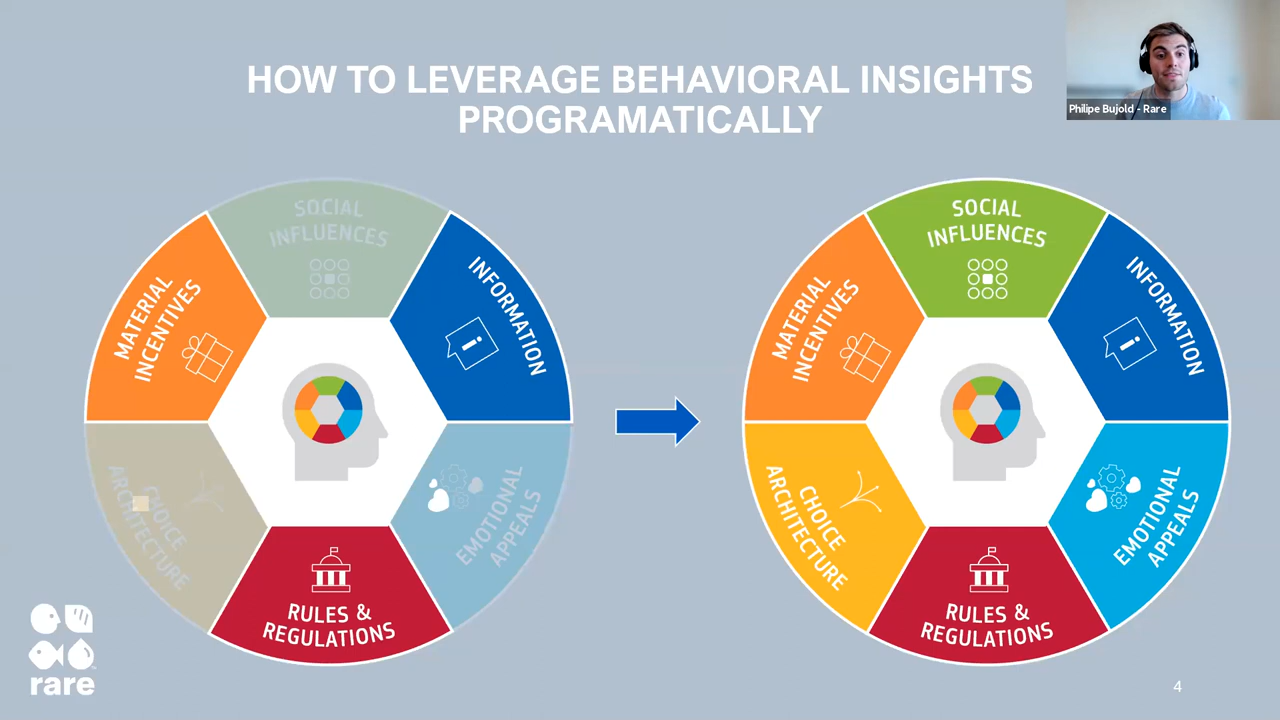 HOW TO LEVERAGE BEHAVIORAL INSIGHTS
PROGRAMATICALLY
Philipe Bujold - Rare
SOCIAL
INFLUENCES
MATERIAL
INCENTIVES
INFORMATION
CHOICE
ARCHITECTURE
EMOTIONAL
APPEALS
RULES &
REGULATIONS
SOCIAL
INFLUENCES
MATERIAL
INCENTIVES
INFORMATION
CHOICE
ARCHITECTURE
EMOTIONAL
APPEALS
RULES &
REGULATIONS
rare
4